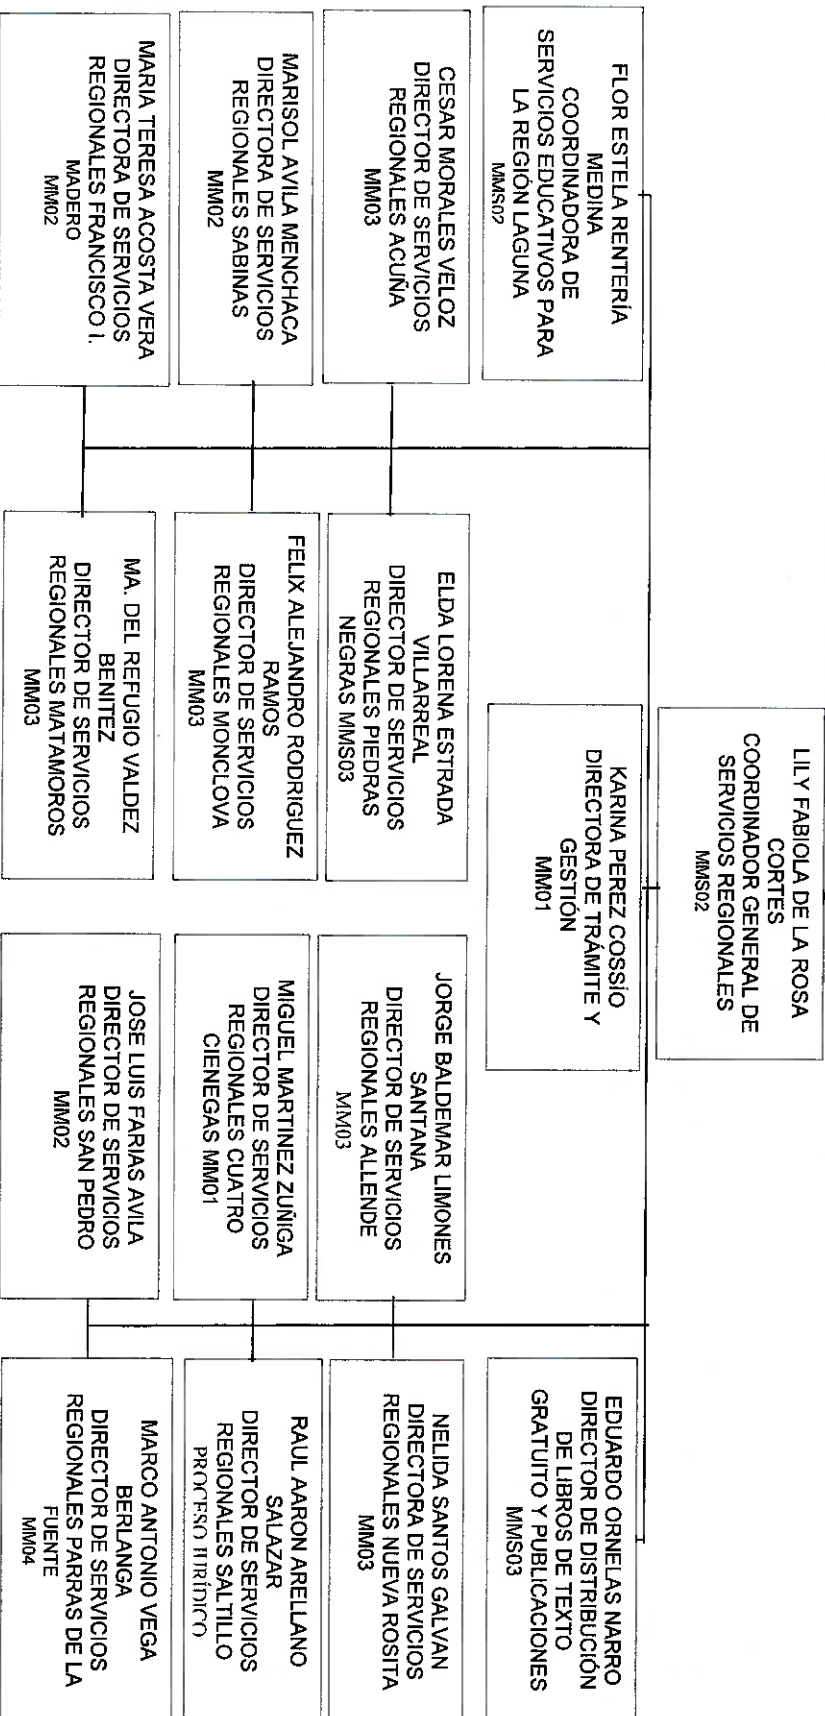 LILY FABIOLA DE LA ROSA
CORTES
COORDINADOR GENERAL DE
SERVICIOS REGIONALES
MMS02
FLOR ESTELA RENTERÍA
MEDINA
COORDINADORA DE
SERVICIOS EDUCATIVOS PARA
LA REGIÓN LAGUNA
MMS02
KARINA PEREZ COSSÍO
DIRECTORA DE TRÁMITE Y
GESTIÓN
MM01
EDUARDO ORNELAS NARRO
DIRECTOR DE DISTRIBUCIÓN
DE LIBROS DE TEXTO
GRATUITO Y PUBLICACIONES
MMS03
CESAR MORALES VELOZ
DIRECTOR DE SERVICIOS
REGIONALES ACUÑA
MM03
ELDA LORENA ESTRADA
VILLARREAL
DIRECTOR DE SERVICIOS
REGIONALES PIEDRAS
NEGRAS MMS03
JORGE BALDEMAR LIMONES
SANTANA
DIRECTOR DE SERVICIOS
REGIONALES ALLENDE
MM03
NELIDA SANTOS GALVAN
DIRECTORA DE SERVICIOS
REGIONALES NUEVA ROSITA
MM03
MARISOL AVILA MENCHACA
DIRECTORA DE SERVICIOS
REGIONALES SABINAS
MM02
FELIX ALEJANDRO RODRIGUEZ
RAMOS
DIRECTOR DE SERVICIOS
REGIONALES MONCLOVA
MM03
MIGUEL MARTINEZ ZUÑIGA
DIRECTOR DE SERVICIOS
REGIONALES CUATRO
CIENEGAS MM01
RAUL AARON ARELLANO
SALAZAR
DIRECTOR DE SERVICIOS
REGIONALES SALTILLO
PROCESO JURÍDICO
MARIA TERESA ACOSTA VERA
DIRECTORA DE SERVICIOS
REGIONALES FRANCISCO I.
MADERO
MM02
MA. DEL REFUGIO VALDEZ
BENITEZ
DIRECTOR DE SERVICIOS
REGIONALES MATAMOROS
MM03
JOSE LUIS FARIAS AVILA
DIRECTOR DE SERVICIOS
REGIONALES SAN PEDRO
MM02
MARCO ANTONIO VEGA
BERLANGA
DIRECTOR DE SERVICIOS
REGIONALES PARRAS DE LA
FUENTE
MM04